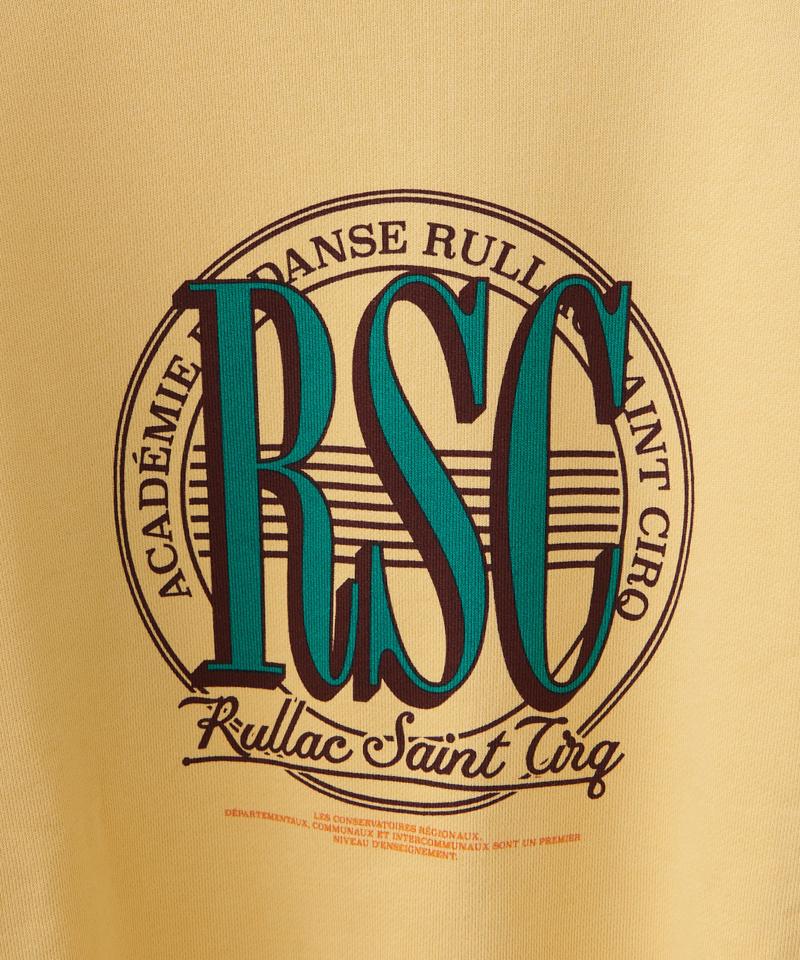 ACADÉMIE DANSE RULL SAINT CIRQ
RSC
Rullac Saint Cirq
LES CONSERVATOIRES RÉGIONAUX,
DÉPARTEMENTAUX, COMMUNAUX ET INTERCOMMUNAUX SONT UN PREMIER
NIVEAU D'ENSEIGNEMENT.